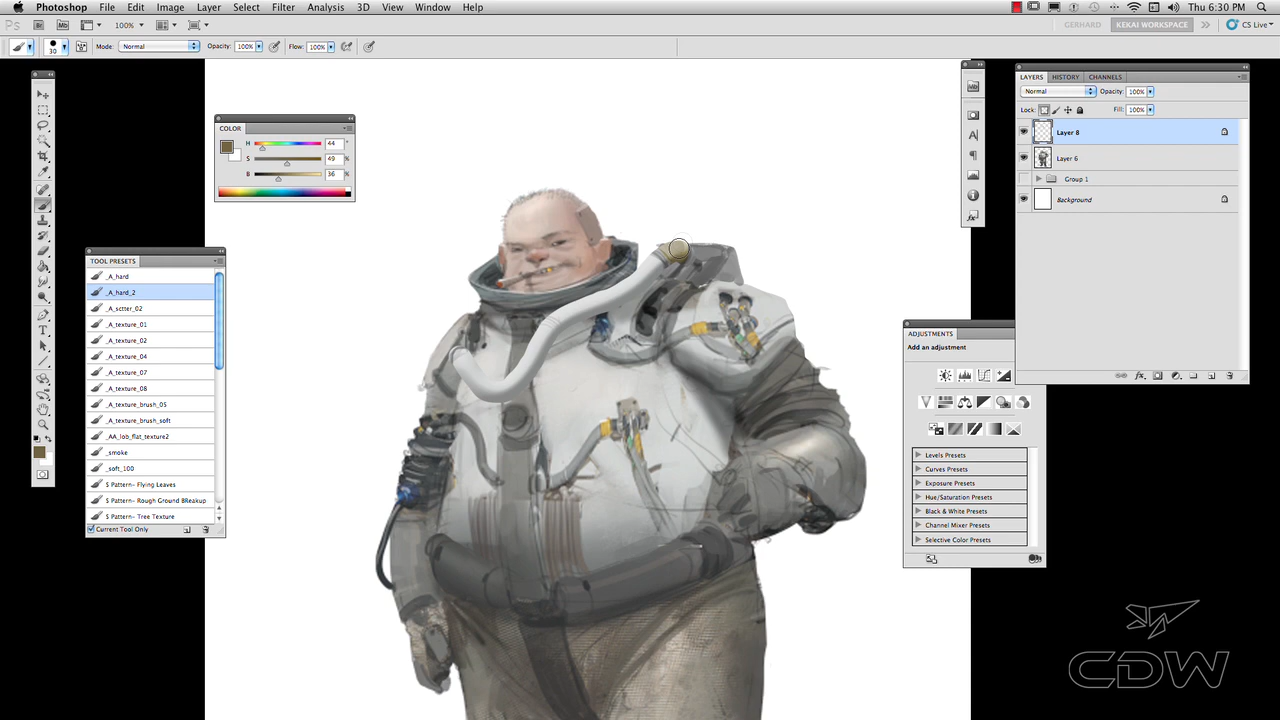 Photoshop File Edit Image Layer Select Filter Analysis 3D View Window Help Thu 6:30 PM
Ps Br Mb 100% GERHARD KEKAI WORKSPACE CS Live
30 Mode: Normal Opacity: 100% Flow: 100%
COLOR
H 44 °
S 49 %
B 36 %
TOOL PRESETS
_A_hard
_A_hard_2
_A_sctter_02
_A_texture_01
_A_texture_02
_A_texture_04
_A_texture_07
_A_texture_08
_A_texture_brush_05
_A_texture_brush_soft
_AA_lob_flat_texture2
_smoke
_soft_100
S Pattern- Flying Leaves
S Pattern- Rough Ground BReakup
S Pattern- Tree Texture
Current Tool Only
Mb
LAYERS HISTORY CHANNELS
Normal Opacity: 100%
Lock: Fill: 100%
Layer 8
Layer 6
Group 1
Background
ADJUSTMENTS
Add an adjustment
Levels Presets
Curves Presets
Exposure Presets
Hue/Saturation Presets
Black & White Presets
Channel Mixer Presets
Selective Color Presets
CDW